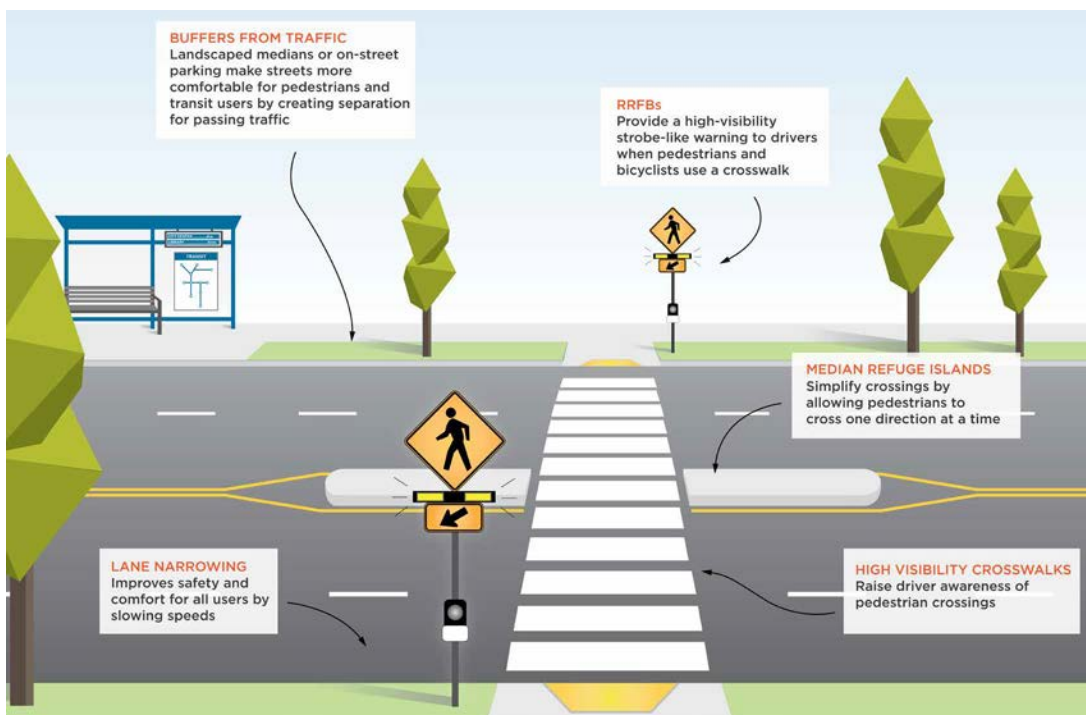 BUFFERS FROM TRAFFIC
Landscaped medians or on-street
parking make streets more
comfortable for pedestrians and
transit users by creating separation
for passing traffic
RRFBs
Provide a high-visibility
strobe-like warning to drivers
when pedestrians and
bicyclists use a crosswalk
TRANSIT
MEDIAN REFUGE ISLANDS
Simplify crossings by
allowing pedestrians to
cross one direction at a time
LANE NARROWING
Improves safety and
comfort for all users by
slowing speeds
HIGH VISIBILITY CROSSWALKS
Raise driver awareness of
pedestrian crossings